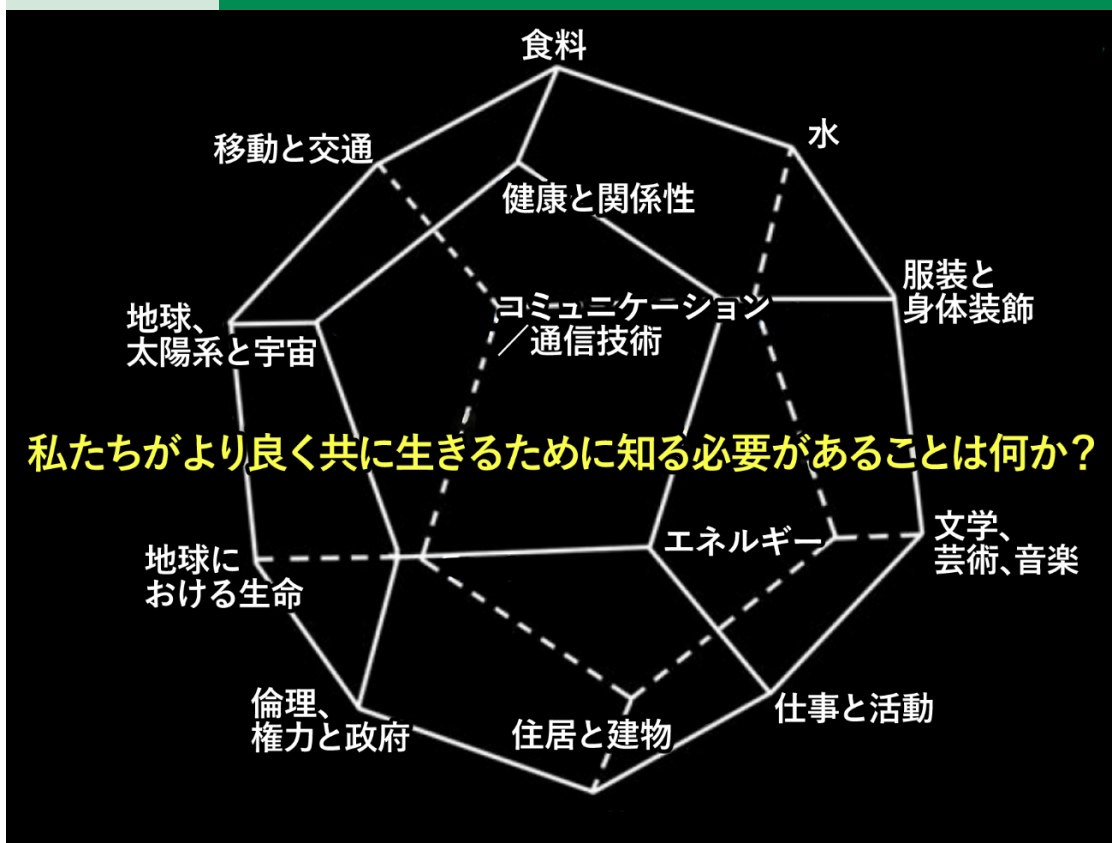 食料
移動と交通
水
健康と関係性
服装と
身体装飾
コミュニケーション
／通信技術
地球、
太陽系と宇宙
私たちがより良く共に生きるために知る必要があることは何か？
エネルギー
文学、
芸術、音楽
地球に
おける生命
倫理、
権力と政府
住居と建物
仕事と活動